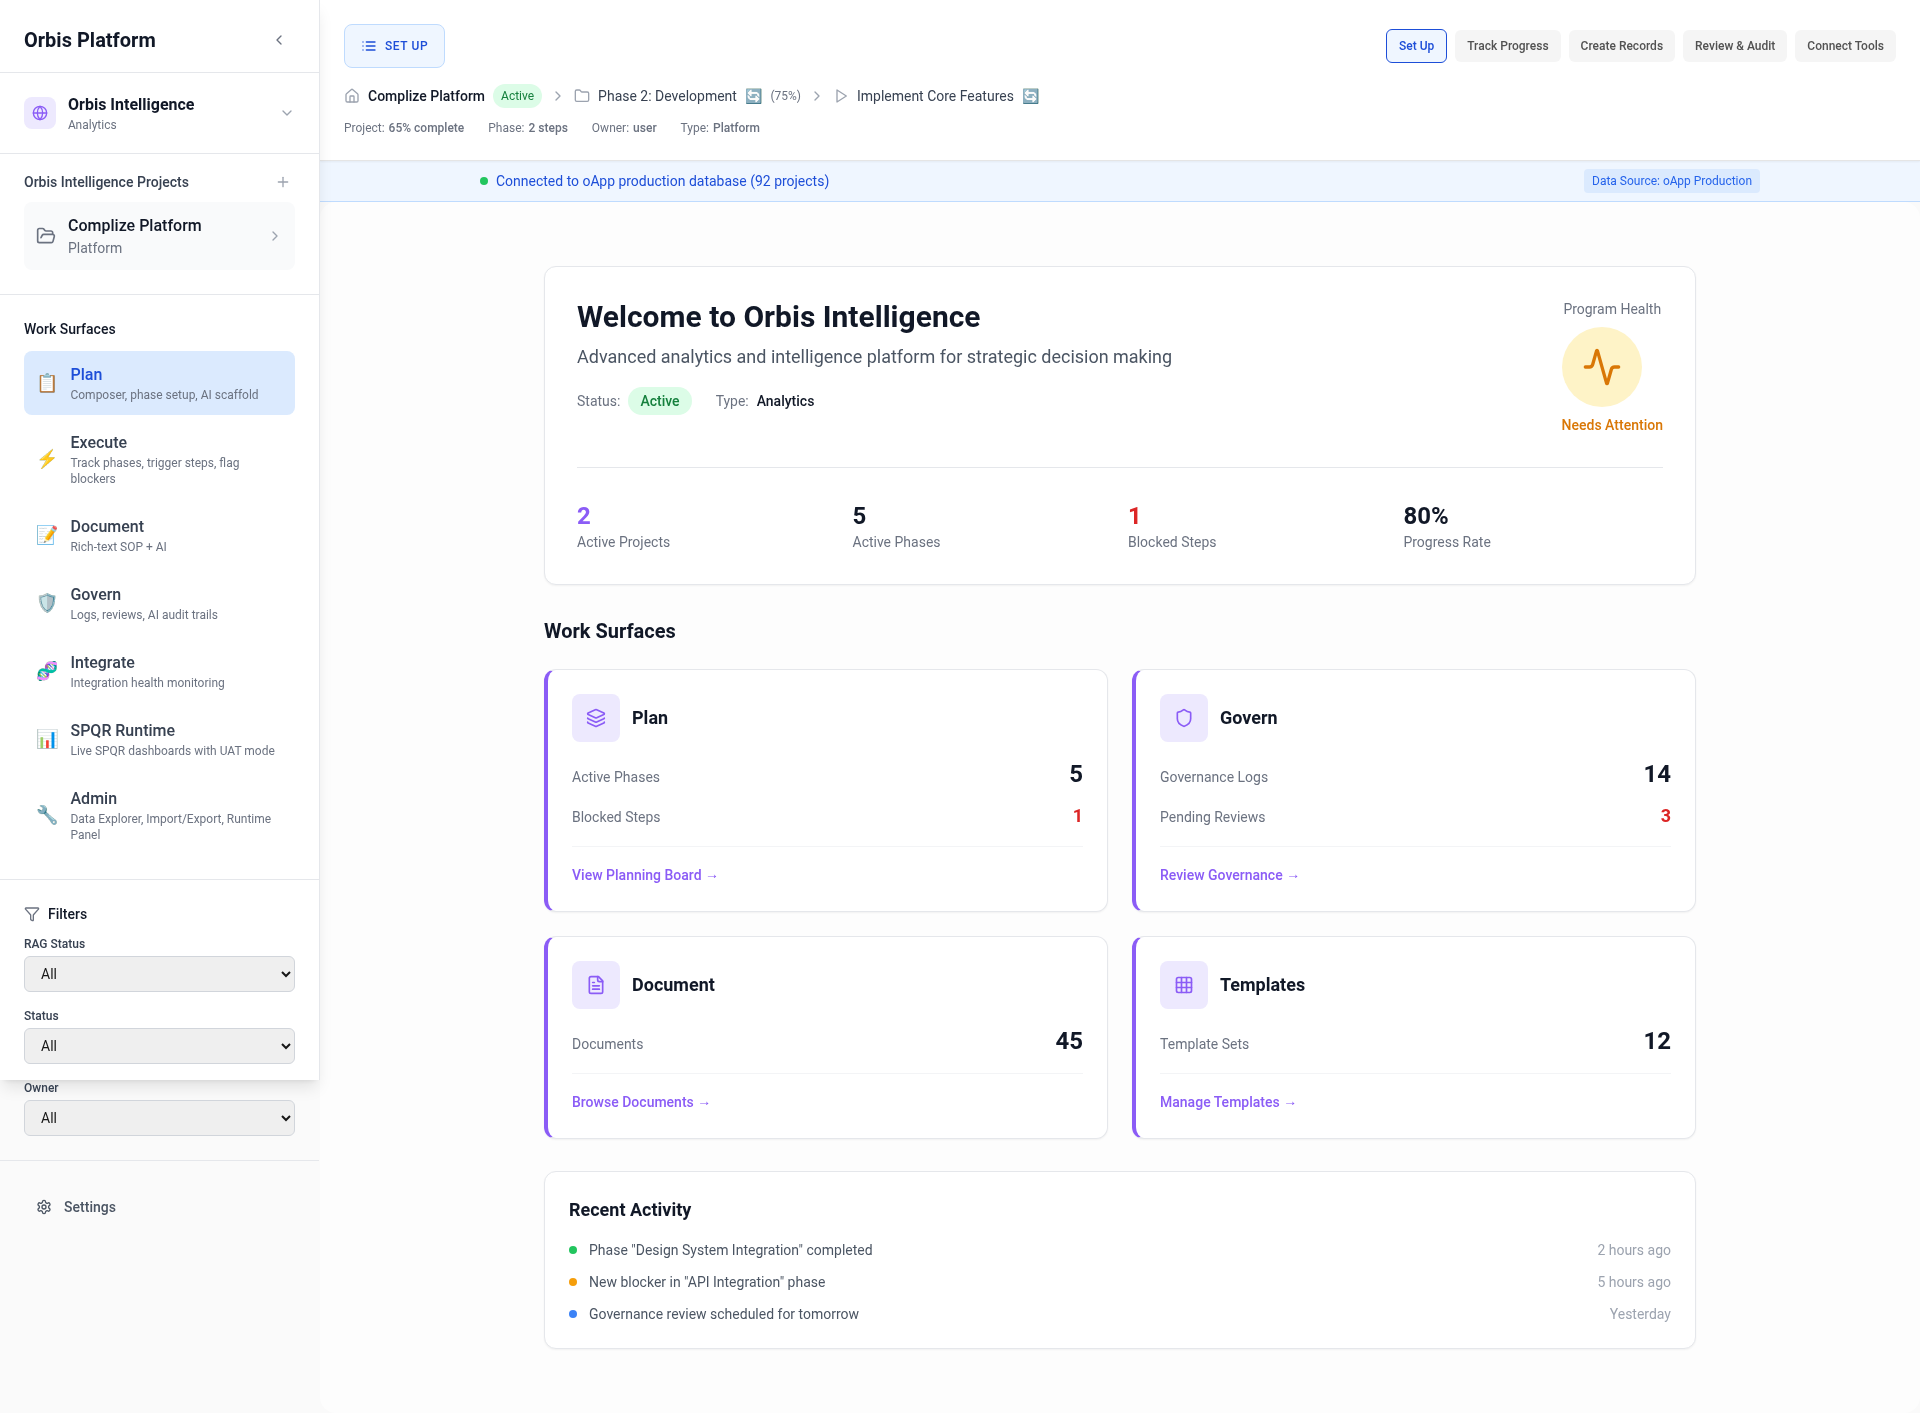 Orbis Platform
Orbis Intelligence
Analytics
Orbis Intelligence Projects
Complize Platform
Platform
Work Surfaces
Plan
Composer, phase setup, AI scaffold
Execute
Track phases, trigger steps, flag
blockers
Document
Rich-text SOP + AI
Govern
Logs, reviews, AI audit trails
Integrate
Integration health monitoring
SPQR Runtime
Live SPQR dashboards with UAT mode
Admin
Data Explorer, Import/Export, Runtime
Panel
Filters
RAG Status
All
Status
All
Owner
All
Settings
SET UP
Set Up
Track Progress
Create Records
Review & Audit
Connect Tools
Complize Platform Active Phase 2: Development (75%) Implement Core Features
Project: 65% complete Phase: 2 steps Owner: user Type: Platform
Connected to oApp production database (92 projects)
Data Source: oApp Production
Welcome to Orbis Intelligence
Advanced analytics and intelligence platform for strategic decision making
Status: Active Type: Analytics
Program Health
Needs Attention
2
Active Projects
5
Active Phases
1
Blocked Steps
80%
Progress Rate
Work Surfaces
Plan
Active Phases 5
Blocked Steps 1
View Planning Board →
Govern
Governance Logs 14
Pending Reviews 3
Review Governance →
Document
Documents 45
Browse Documents →
Templates
Template Sets 12
Manage Templates →
Recent Activity
Phase "Design System Integration" completed 2 hours ago
New blocker in "API Integration" phase 5 hours ago
Governance review scheduled for tomorrow Yesterday